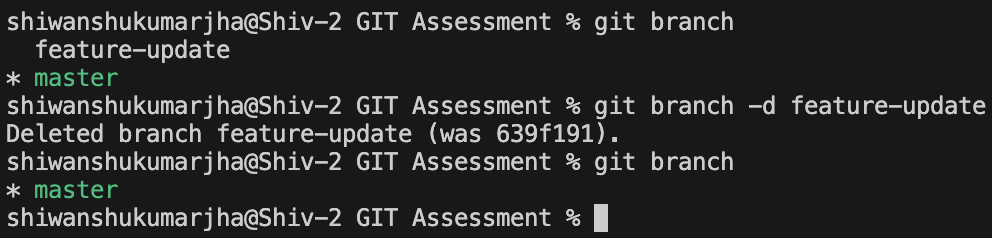 shiwanshukumarjha@Shiv-2 GIT Assessment % git branch
  feature-update
* master
shiwanshukumarjha@Shiv-2 GIT Assessment % git branch -d feature-update
Deleted branch feature-update (was 639f191).
shiwanshukumarjha@Shiv-2 GIT Assessment % git branch
* master
shiwanshukumarjha@Shiv-2 GIT Assessment %